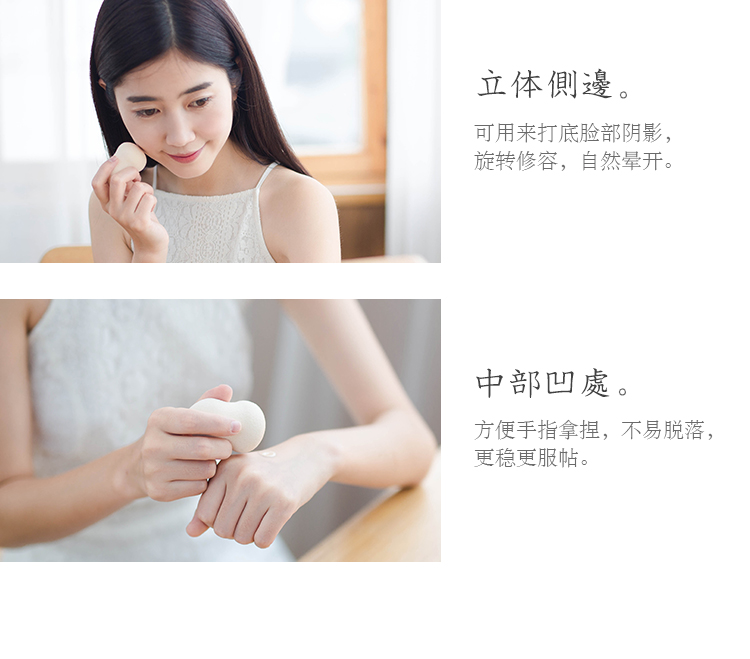 立体側邊。
可用来打底脸部阴影，
旋转修容，自然晕开。
中部凹處。
方便手指拿捏，不易脱落，
更稳更服帖。